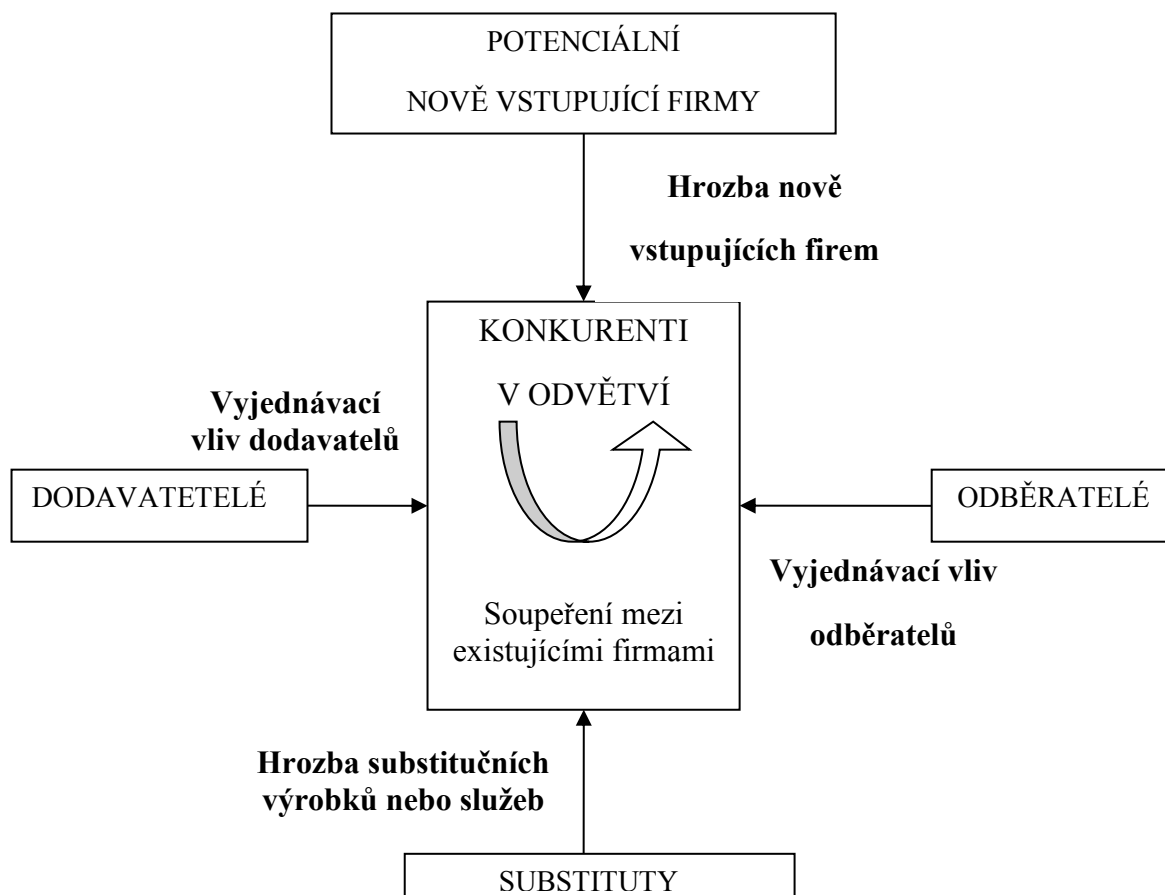 POTENCIÁLNÍ
NOVĚ VSTUPUJÍCÍ FIRMY
Hrozba nově
vstupujících firem
KONKURENTI
V ODVĚTVÍ
Vyjednávací
vliv dodavatelů
DODAVATETELÉ
ODBĚRATELÉ
Vyjednávací vliv
odběratelů
Soupeření mezi
existujícími firmami
Hrozba substitučních
výrobků nebo služeb
SUBSTITUTY